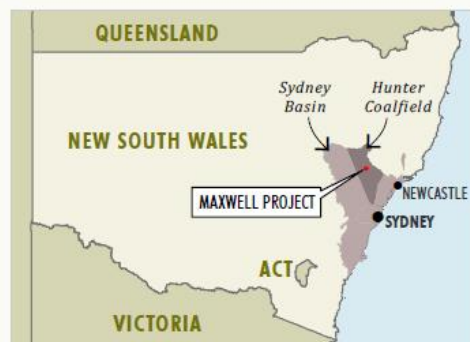 QUEENSLAND
Sydney
Basin
Hunter
Coalfield
NEW SOUTH WALES
MAXWELL PROJECT
NEWCASTLE
SYDNEY
ACT
VICTORIA